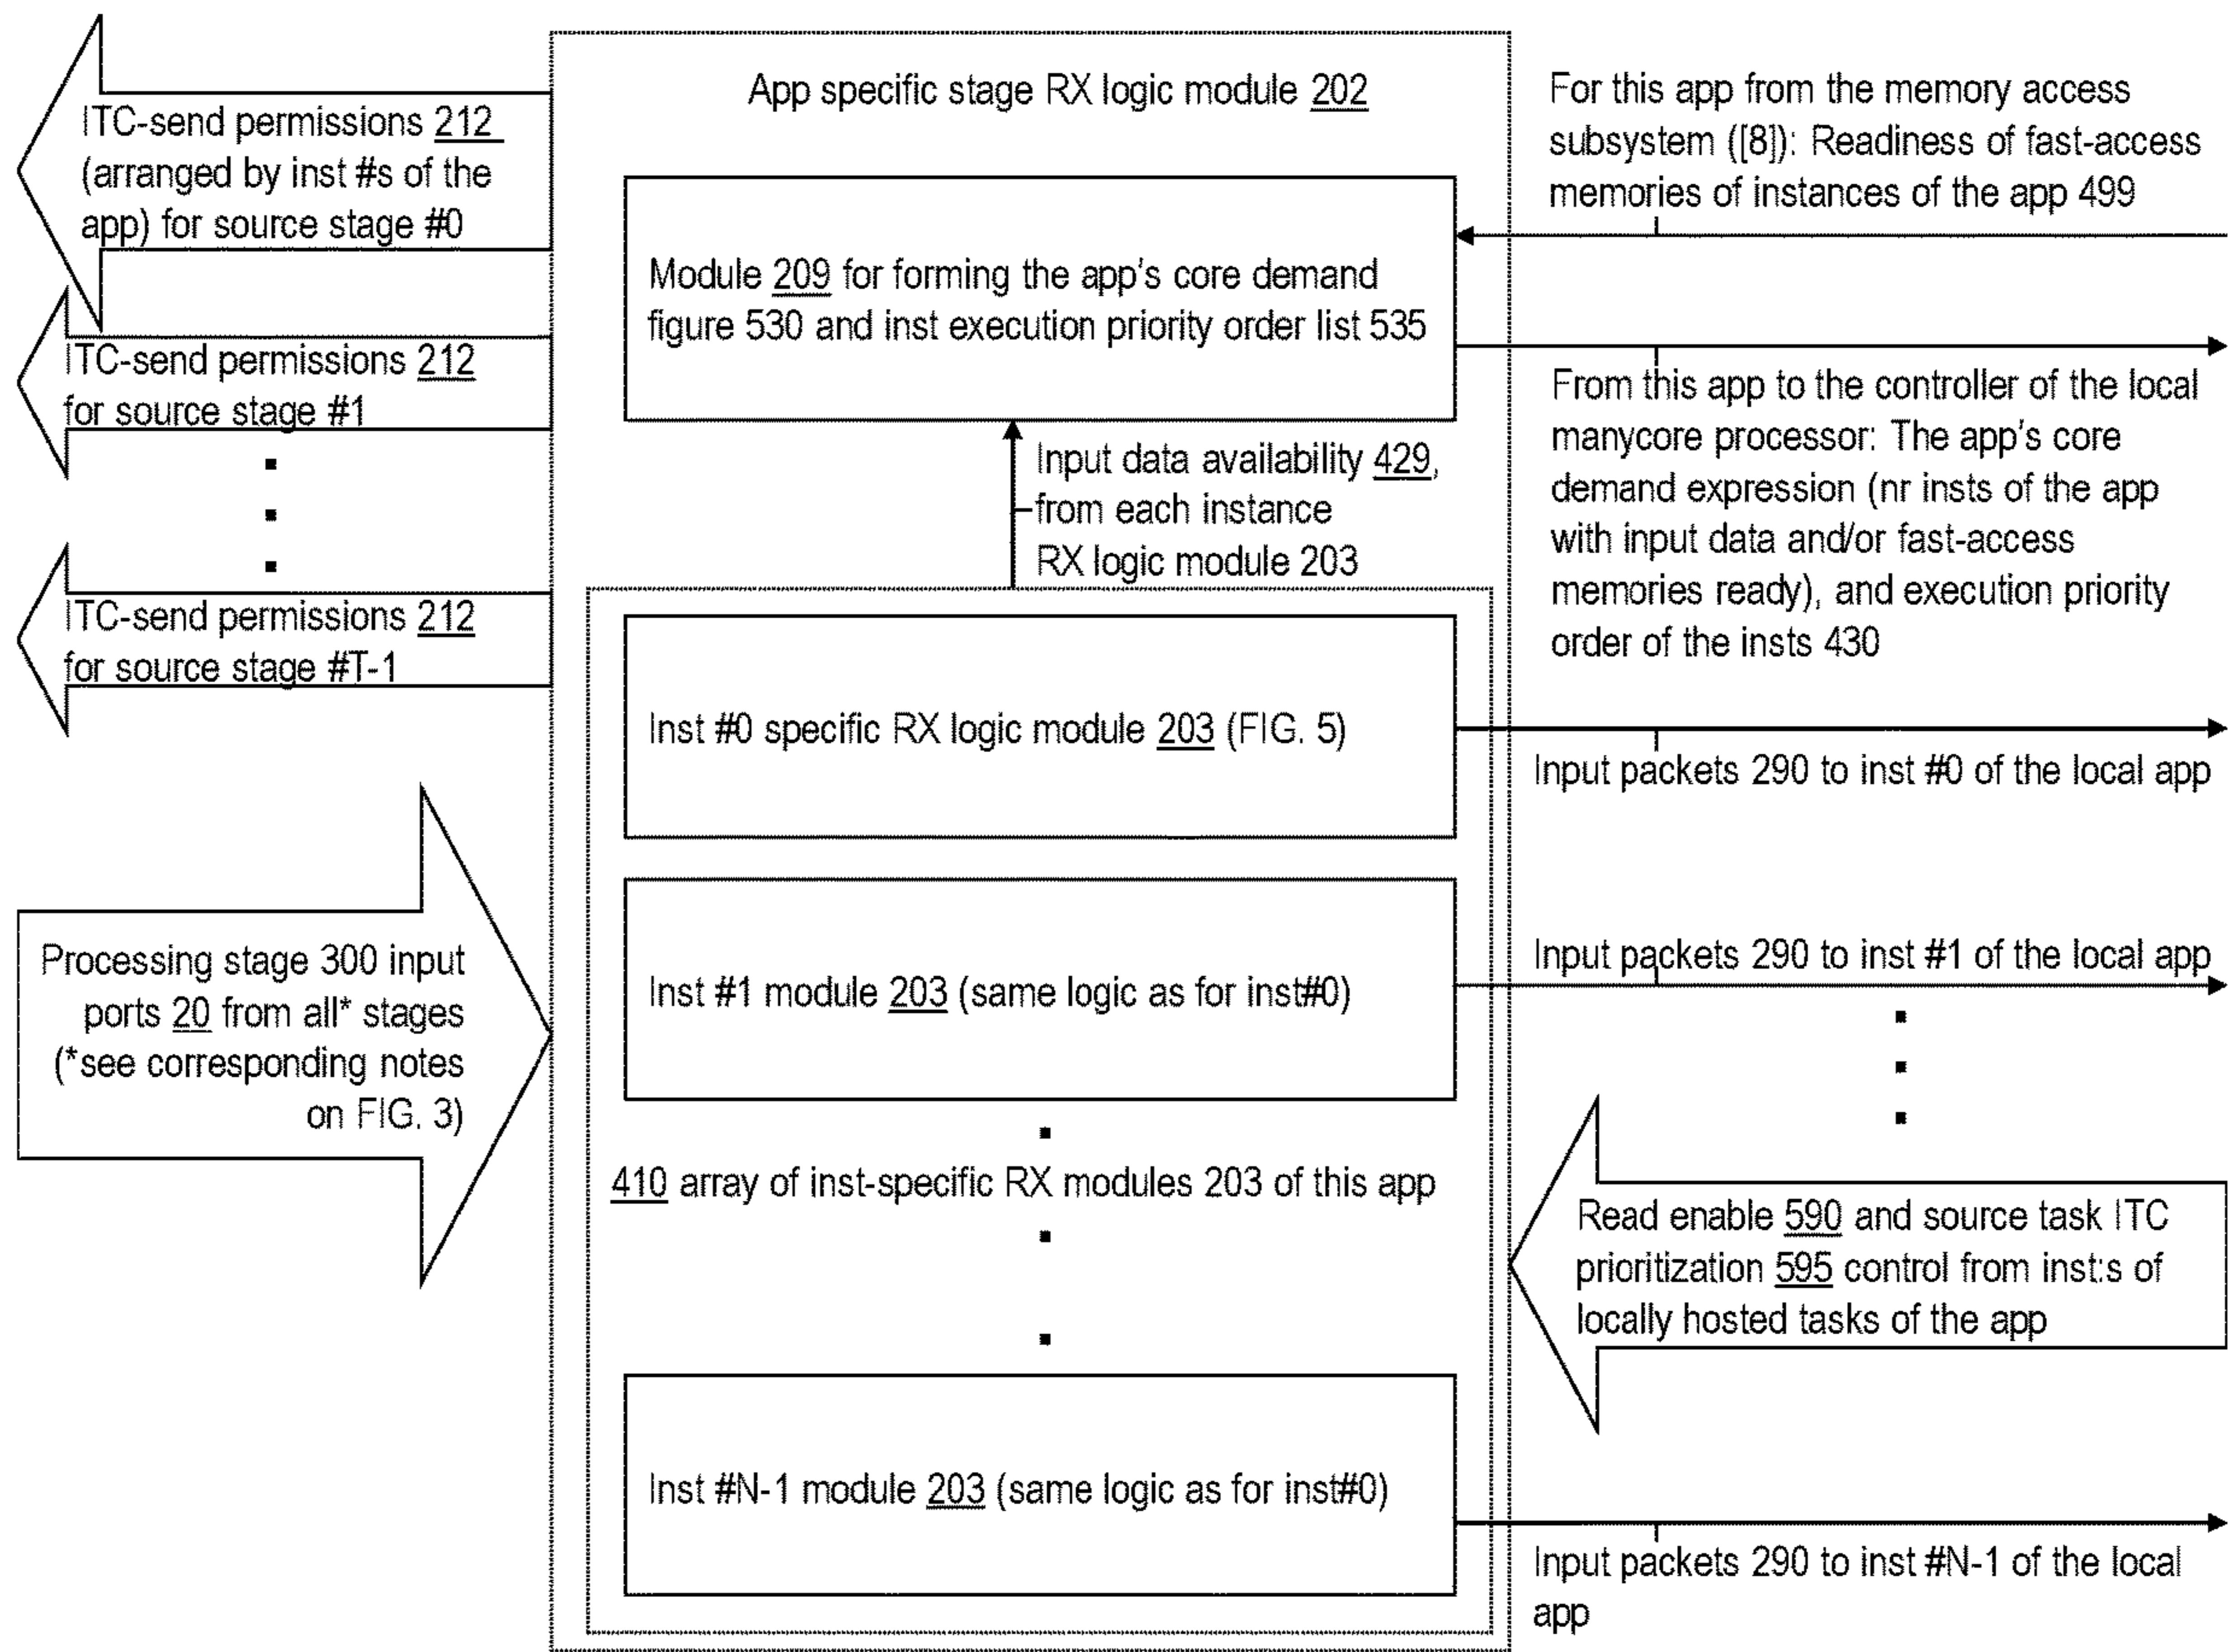 App specific stage RX logic module 202
ITC-send permissions 212
(arranged by inst #s of the
app) for source stage #0
ITC-send permissions 212
for source stage #1
ITC-send permissions 212
for source stage #T-1
Processing stage 300 input
ports 20 from all* stages
(*see corresponding notes
on FIG. 3)
Module 209 for forming the app's core demand
figure 530 and inst execution priority order list 535
Input data availability 429,
from each instance
RX logic module 203
Inst #0 specific RX logic module 203 (FIG. 5)
Inst #1 module 203 (same logic as for inst#0)
410 array of inst-specific RX modules 203 of this app
Inst #N-1 module 203 (same logic as for inst#0)
For this app from the memory access
subsystem ([8]): Readiness of fast-access
memories of instances of the app 499
From this app to the controller of the local
manycore processor: The app's core
demand expression (nr insts of the app
with input data and/or fast-access
memories ready), and execution priority
order of the insts 430
Input packets 290 to inst #0 of the local app
Input packets 290 to inst #1 of the local app
Read enable 590 and source task ITC
prioritization 595 control from inst:s of
locally hosted tasks of the app
Input packets 290 to inst #N-1 of the local
app